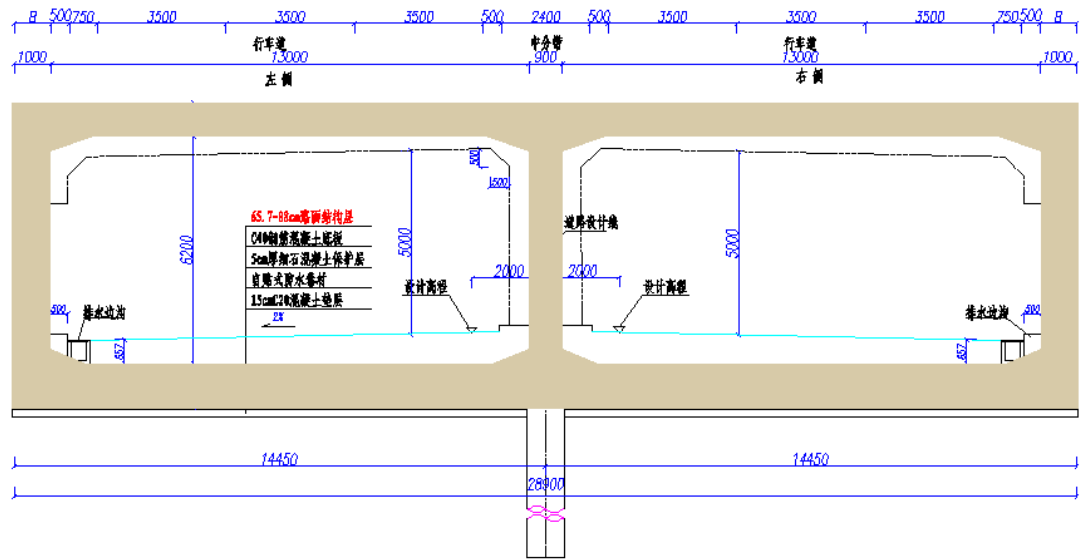 B 500 750 3500 3500 3500 500 2400 500 3500 3500 3500 750 500 B
行车道 中分带 行车道
1000 13000 900 13000 1000
左侧 右侧
500
500
65.7-88cm路面结构层
C40钢筋混凝土底板
5cm厚细石混凝土保护层
自贴式防水卷材
15cmC20混凝土垫层
6200
5000
道路设计线
5000
2000 2000
设计高程 设计高程
2%
500 排水边沟 排水边沟 500
657 657
14450 14450
28900